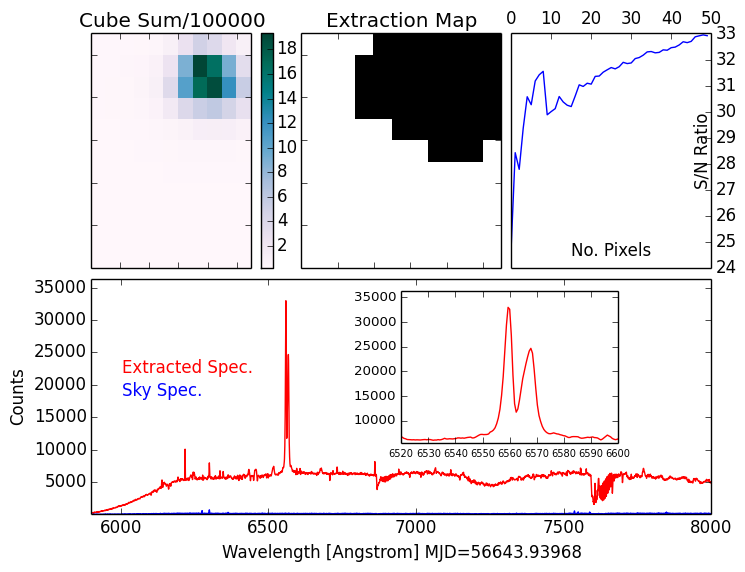 Cube Sum/100000
Extraction Map
0 10 20 30 40 50
18
16
14
12
10
8
6
4
2
33
32
31
30
29
28
27
26
25
24
S/N Ratio
No. Pixels
35000
30000
25000
20000
15000
10000
5000
Counts
Extracted Spec.
Sky Spec.
35000
30000
25000
20000
15000
10000
6520 6530 6540 6550 6560 6570 6580 6590 6600
6000 6500 7000 7500 8000
Wavelength [Angstrom] MJD=56643.93968